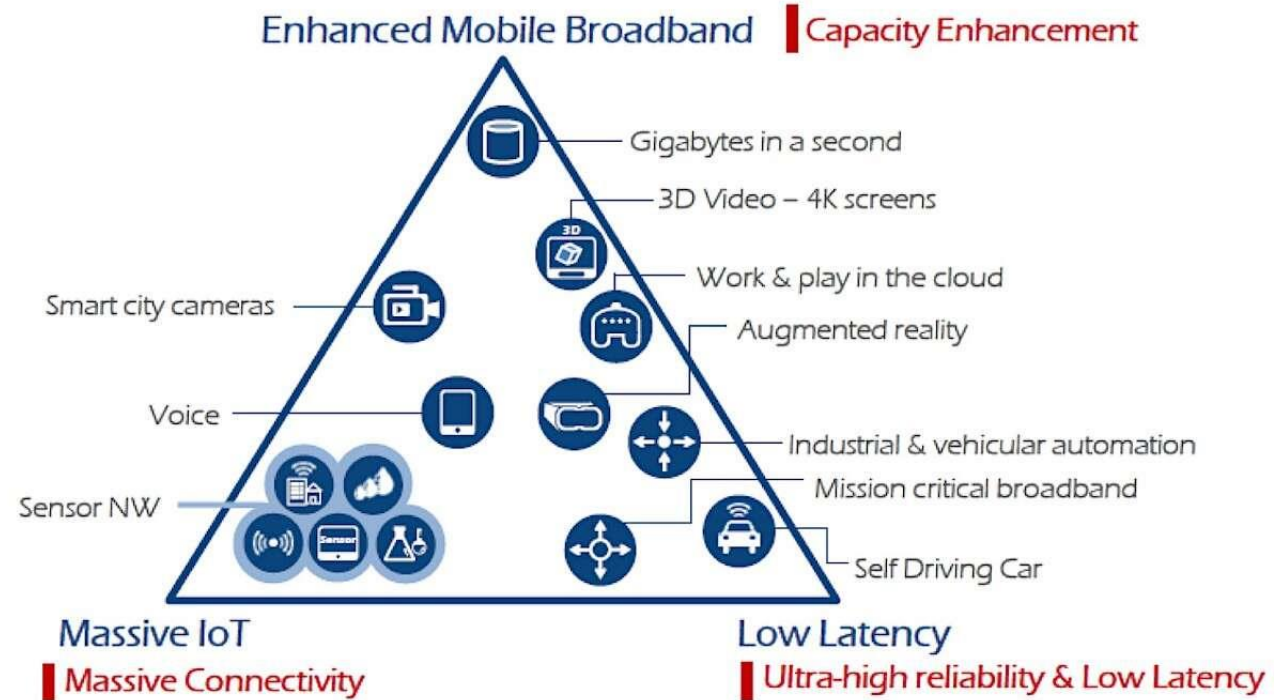 Enhanced Mobile Broadband
Capacity Enhancement
Gigabytes in a second
3D Video – 4K screens
3D
Work & play in the cloud
Smart city cameras
Augmented reality
Voice
Industrial & vehicular automation
Mission critical broadband
Sensor NW
Sensor
Self Driving Car
Massive IoT
Low Latency
Massive Connectivity
Ultra-high reliability & Low Latency